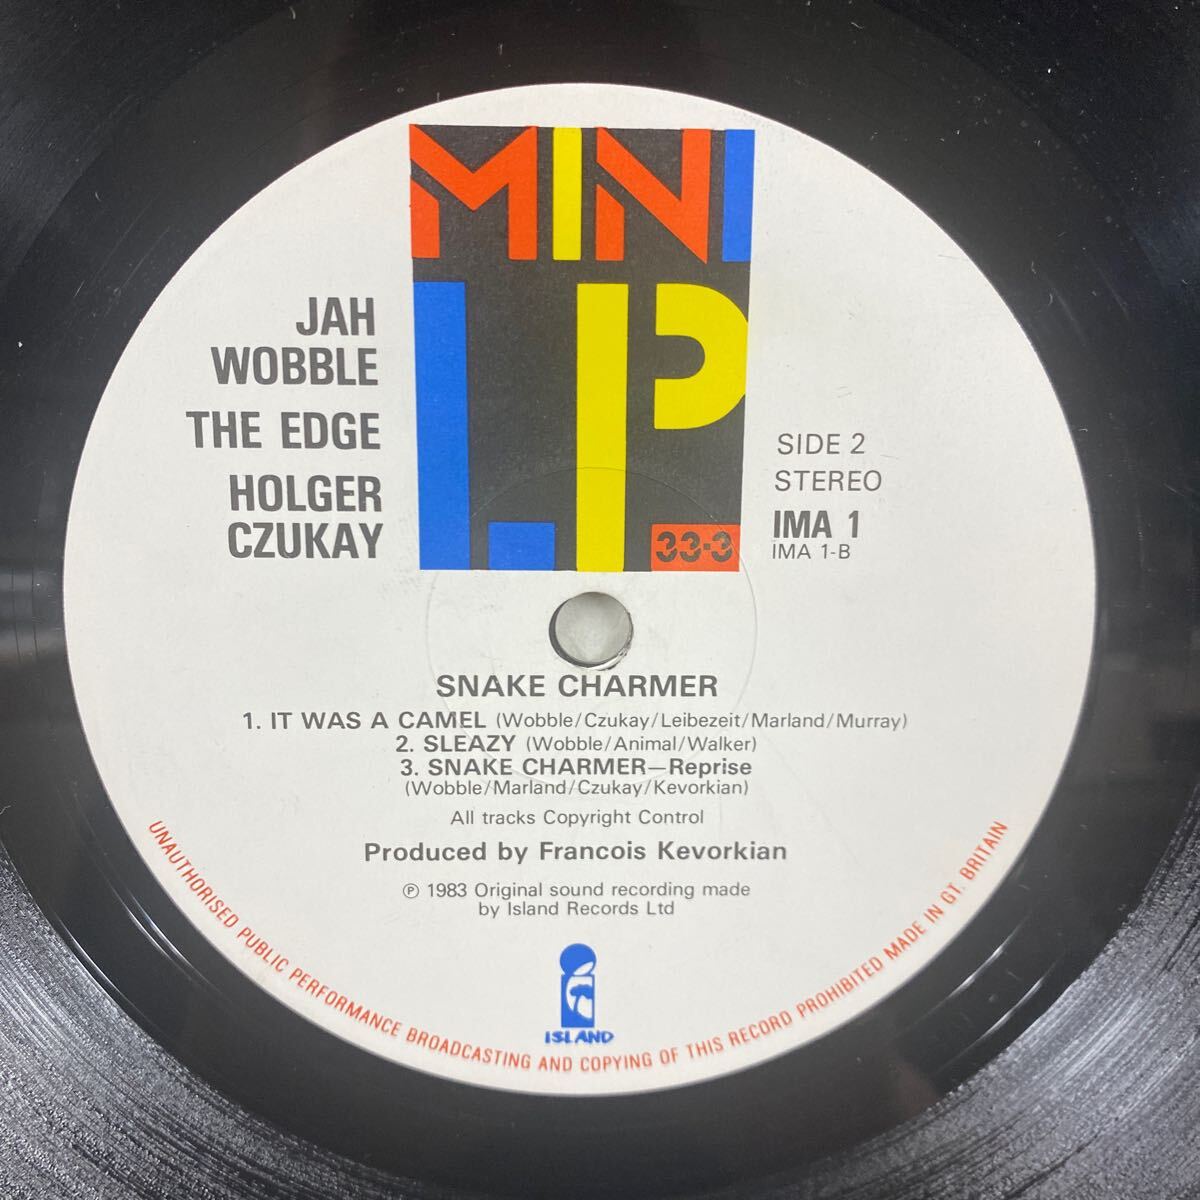 MINI
LP
33⋅3
JAH
WOBBLE
THE EDGE
HOLGER
CZUKAY
SIDE 2
STEREO
IMA 1
IMA 1-B
SNAKE CHARMER
1. IT WAS A CAMEL (Wobble/Czukay/Leibezeit/Marland/Murray)
2. SLEAZY (Wobble/Animal/Walker)
3. SNAKE CHARMER—Reprise
(Wobble/Marland/Czukay/Kevorkian)
All tracks Copyright Control
Produced by Francois Kevorkian
℗ 1983 Original sound recording made
by Island Records Ltd
ISLAND
UNAUTHORISED PUBLIC PERFORMANCE BROADCASTING AND COPYING OF THIS RECORD PROHIBITED MADE IN GT. BRITAIN